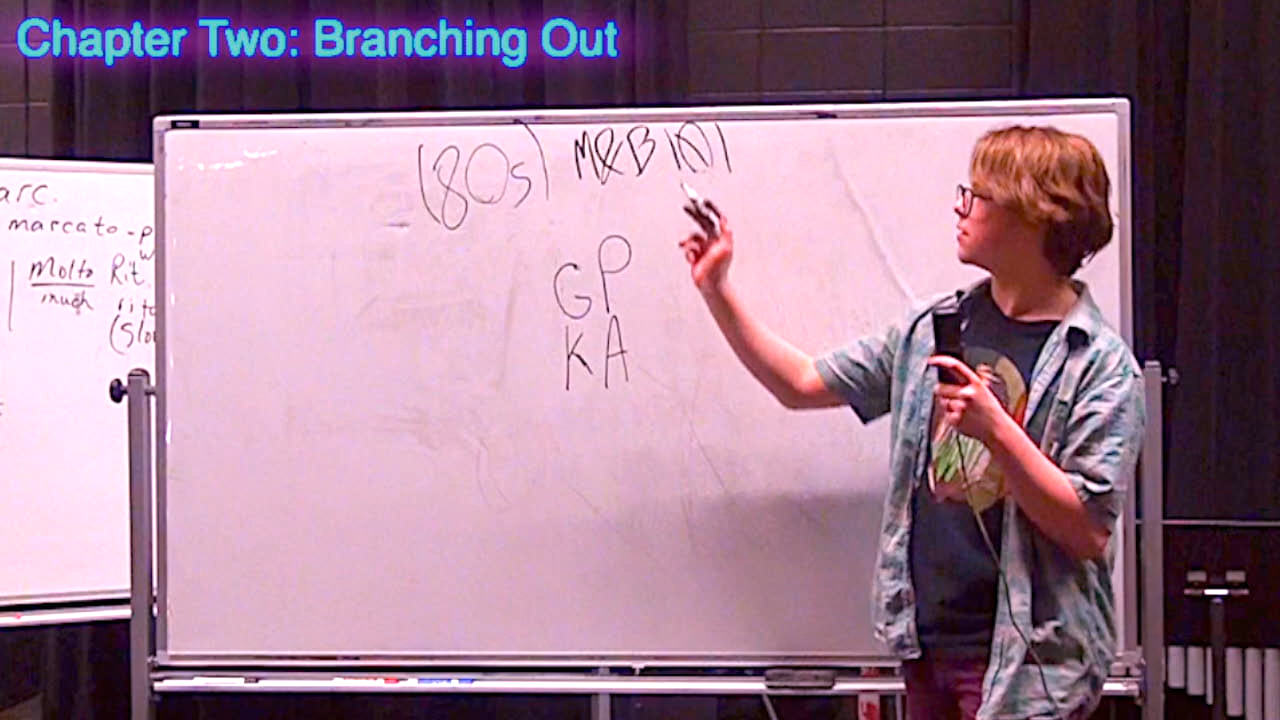 Chapter Two: Branching Out
(80s) M&B 101
GP
KA
arc.
marcato - p
Molto Rit.
much
(Slo